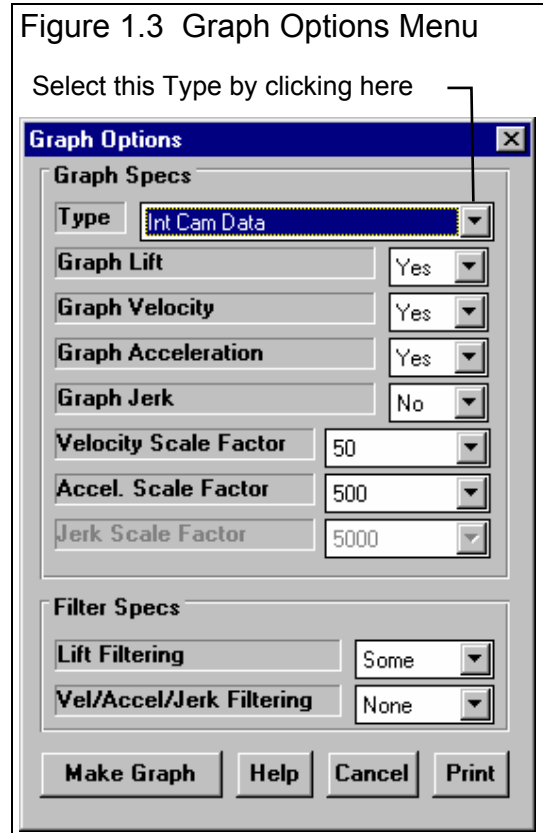 Figure 1.3 Graph Options Menu
Select this Type by clicking here
Graph Options
Graph Specs
Type Int Cam Data
Graph Lift Yes
Graph Velocity Yes
Graph Acceleration Yes
Graph Jerk No
Velocity Scale Factor 50
Accel. Scale Factor 500
Jerk Scale Factor 5000
Filter Specs
Lift Filtering Some
Vel/Accel/Jerk Filtering None
Make Graph Help Cancel Print